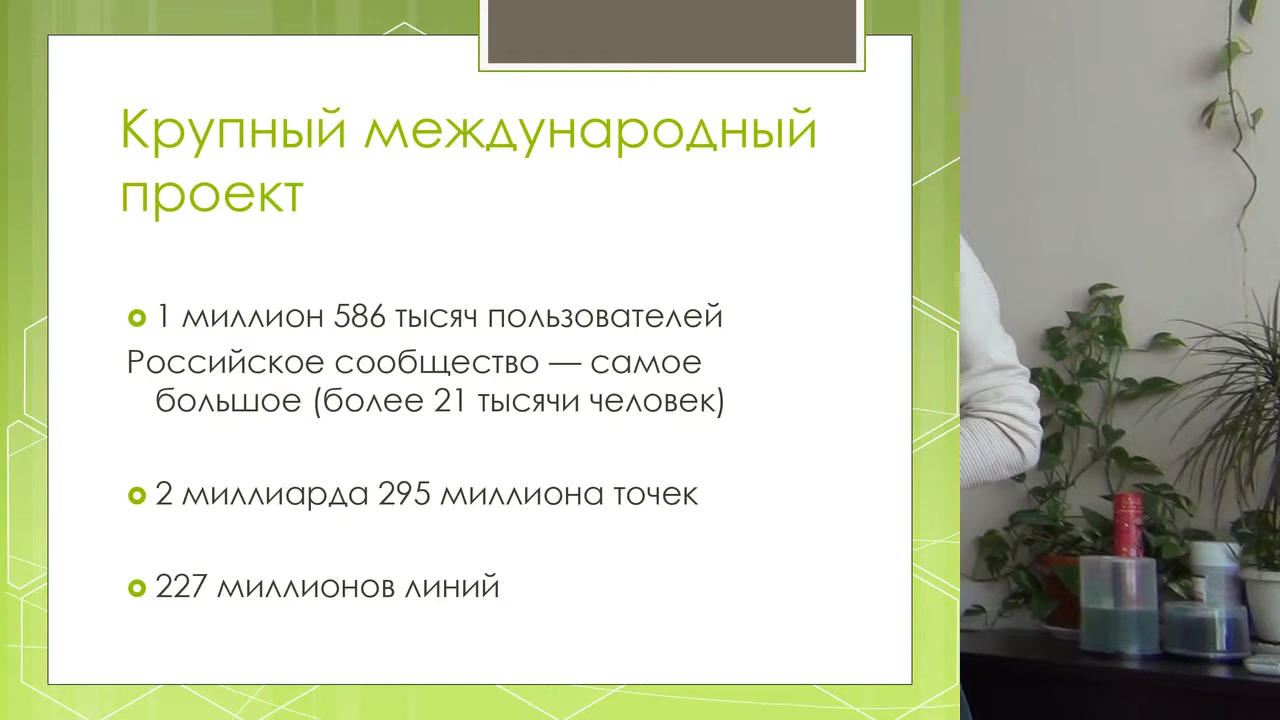 Крупный международный
проект
1 миллион 586 тысяч пользователей
Российское сообщество — самое
большое (более 21 тысячи человек)
2 миллиарда 295 миллиона точек
227 миллионов линий